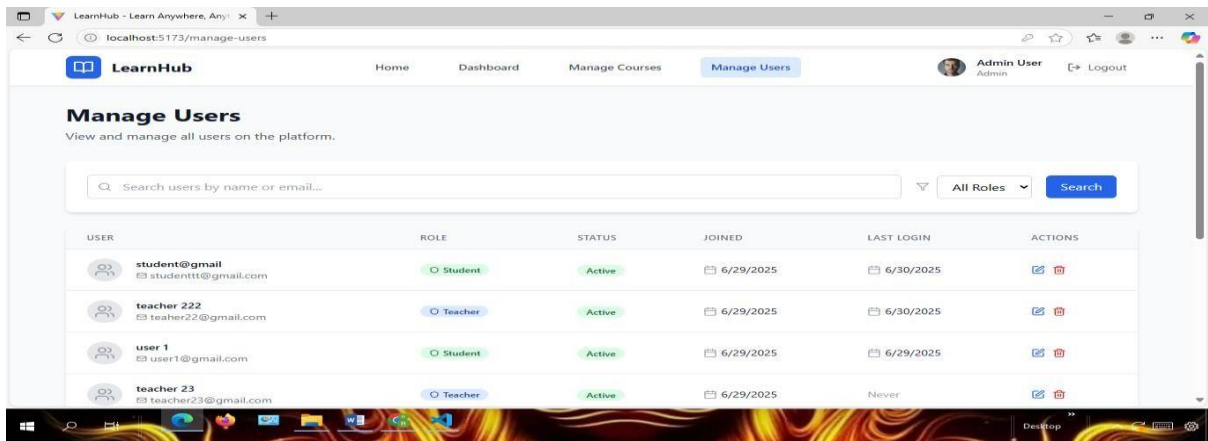 LearnHub - Learn Anywhere, Any
localhost:5173/manage-users
LearnHub Home Dashboard Manage Courses Manage Users Admin User Logout
Admin
Manage Users
View and manage all users on the platform.
Search users by name or email... All Roles Search
USER ROLE STATUS JOINED LAST LOGIN ACTIONS
student@gmail
studenttt@gmail.com Student Active 6/29/2025 6/30/2025
teacher 222
teaher22@gmail.com Teacher Active 6/29/2025 6/30/2025
user 1
user1@gmail.com Student Active 6/29/2025 6/29/2025
teacher 23
teacher23@gmail.com Teacher Active 6/29/2025 Never
Desktop